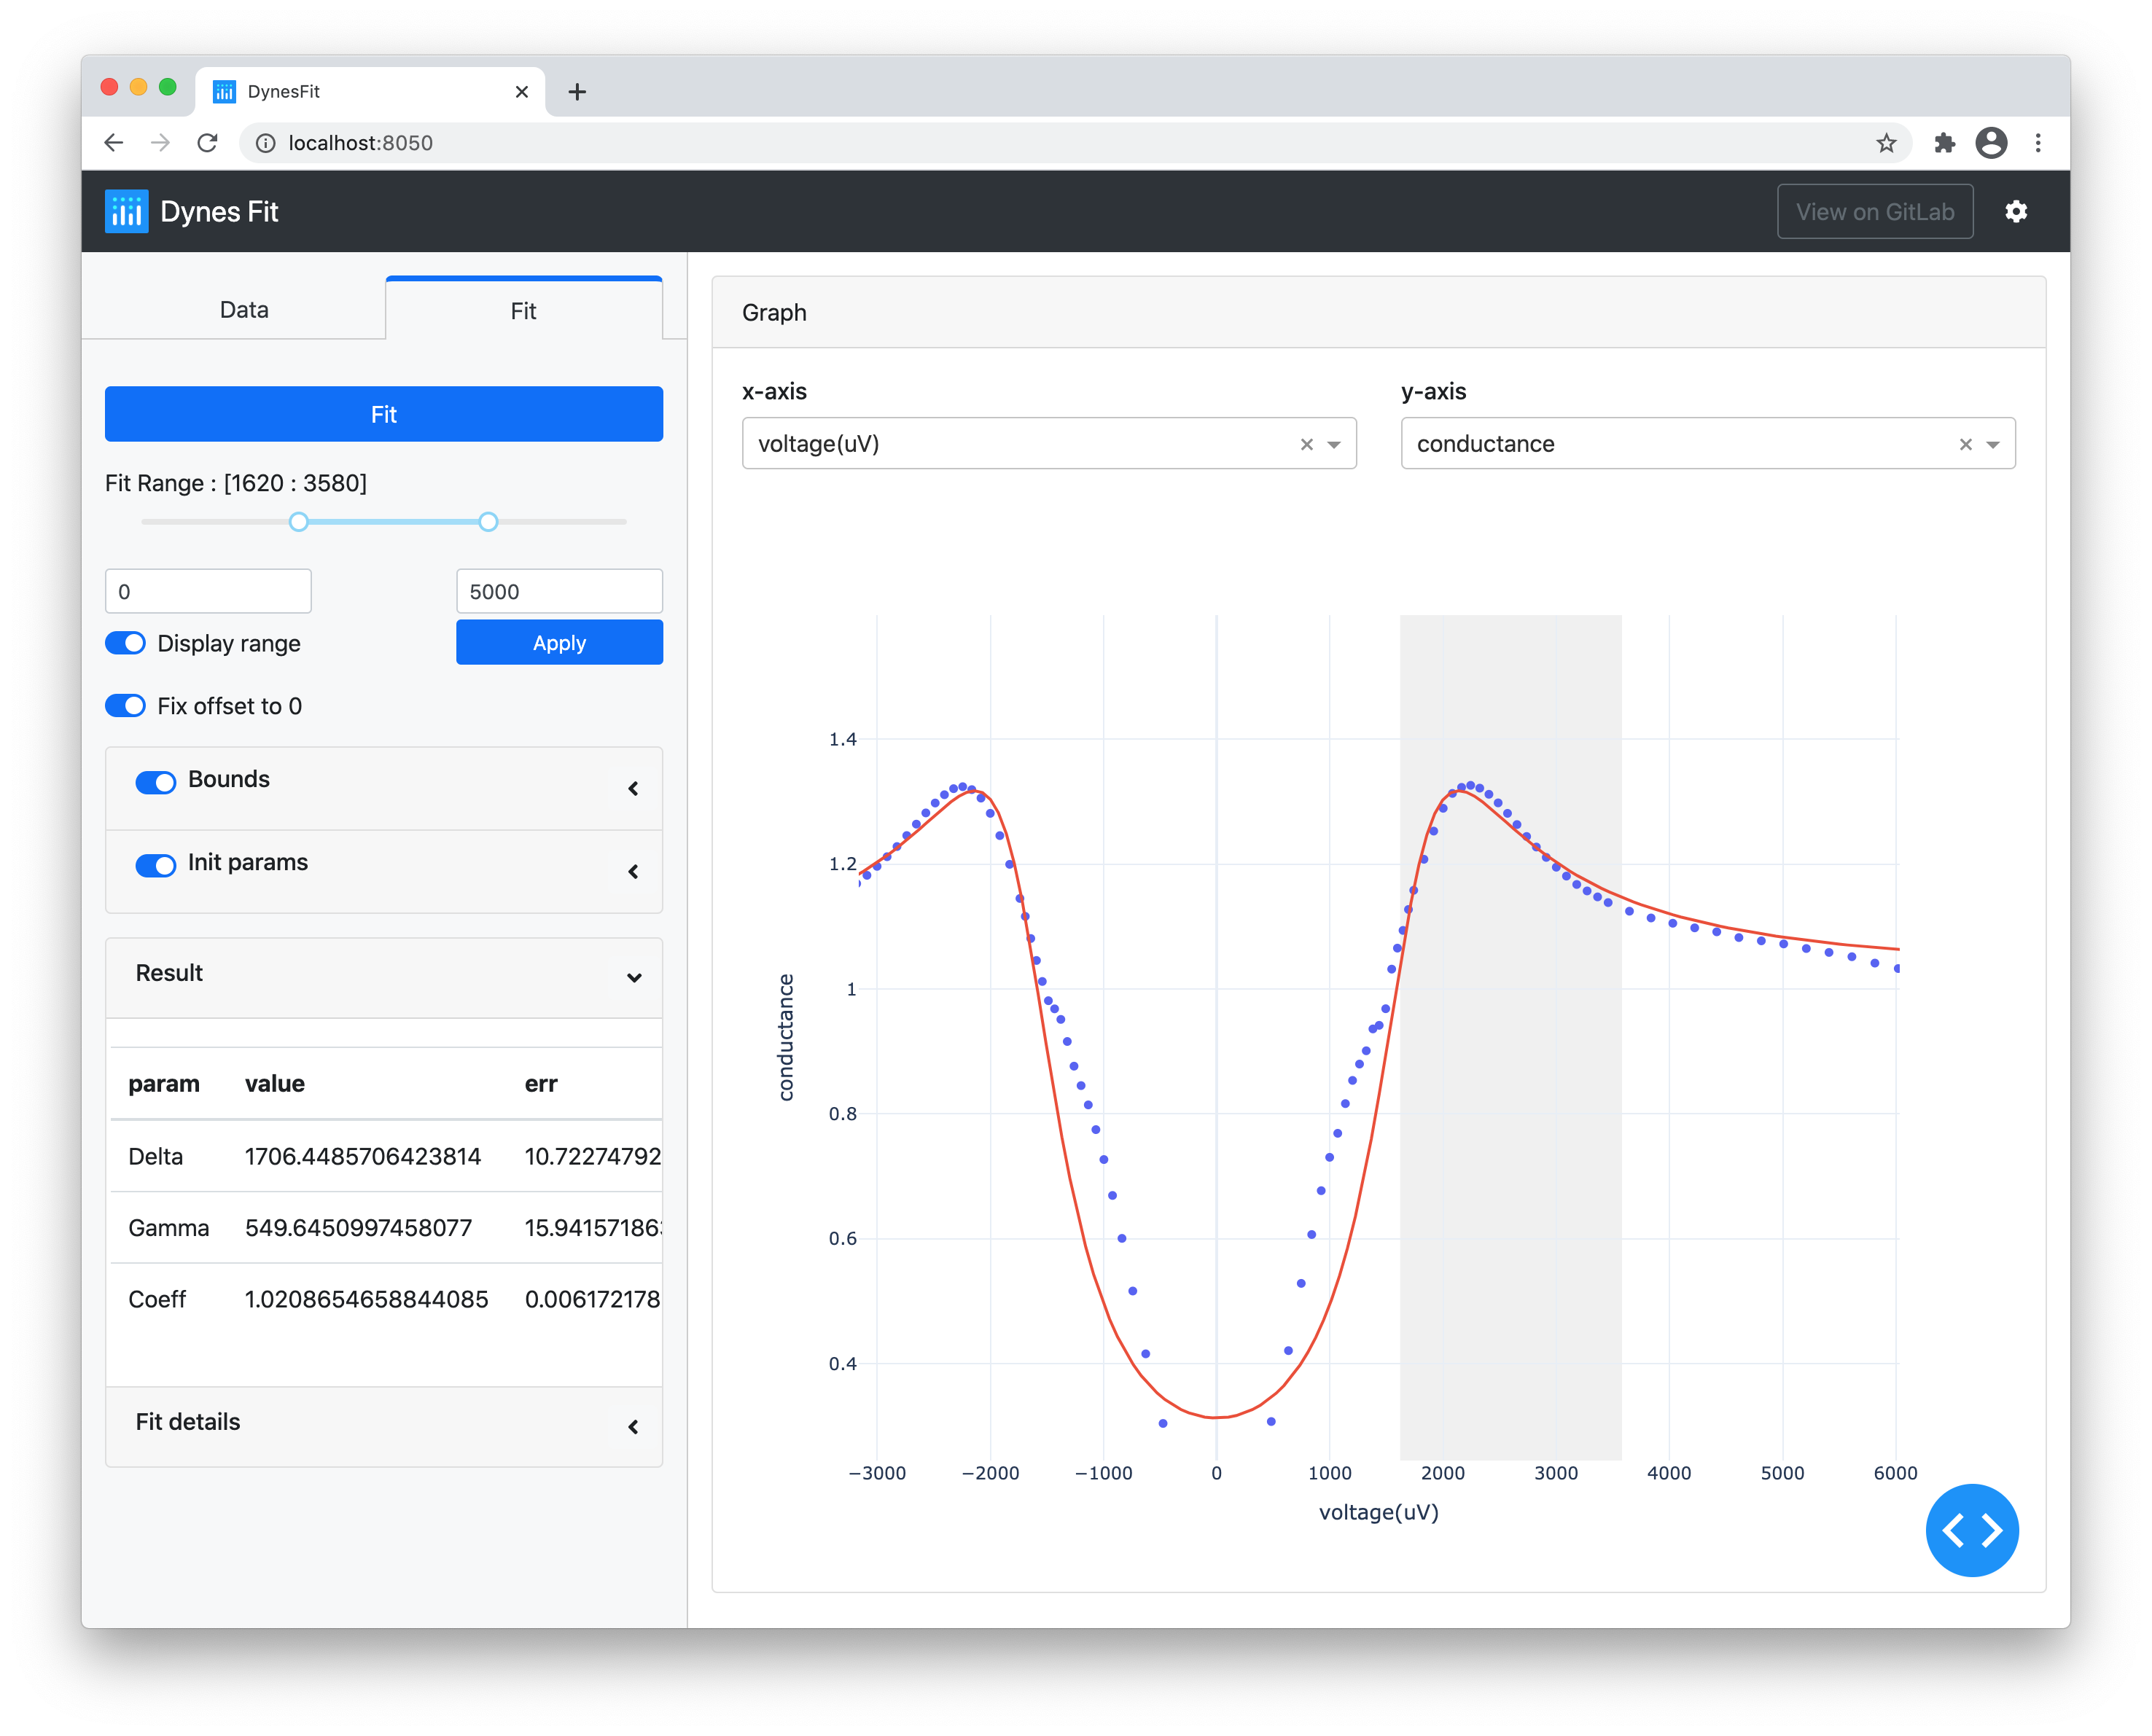 DynesFit
localhost:8050
Dynes Fit
View on GitLab
Data
Fit
Fit
Fit Range : [1620 : 3580]
0
5000
Display range
Apply
Fix offset to 0
Bounds
Init params
Result
param value err
Delta 1706.4485706423814 10.72274792
Gamma 549.6450997458077 15.94157186
Coeff 1.0208654658844085 0.006172178
Fit details
Graph
x-axis
y-axis
voltage(uV)
conductance
1.4
1.2
1
0.8
0.6
0.4
conductance
−3000 −2000 −1000 0 1000 2000 3000 4000 5000 6000
voltage(uV)